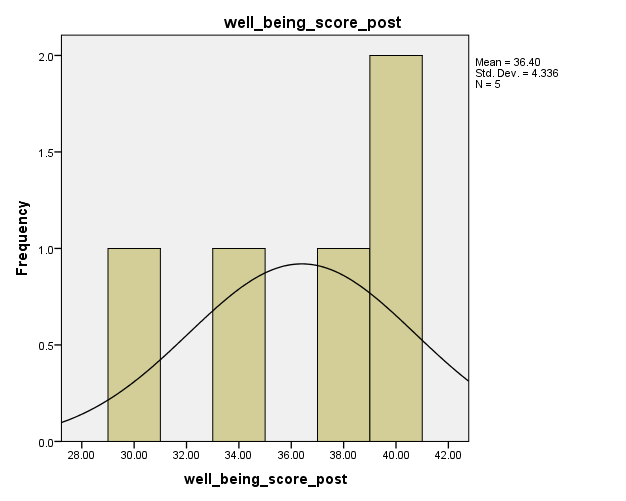 well_being_score_post
Mean = 36.40
Std. Dev. = 4.336
N = 5
2.0
1.5
1.0
0.5
0.0
Frequency
28.00 30.00 32.00 34.00 36.00 38.00 40.00 42.00
well_being_score_post